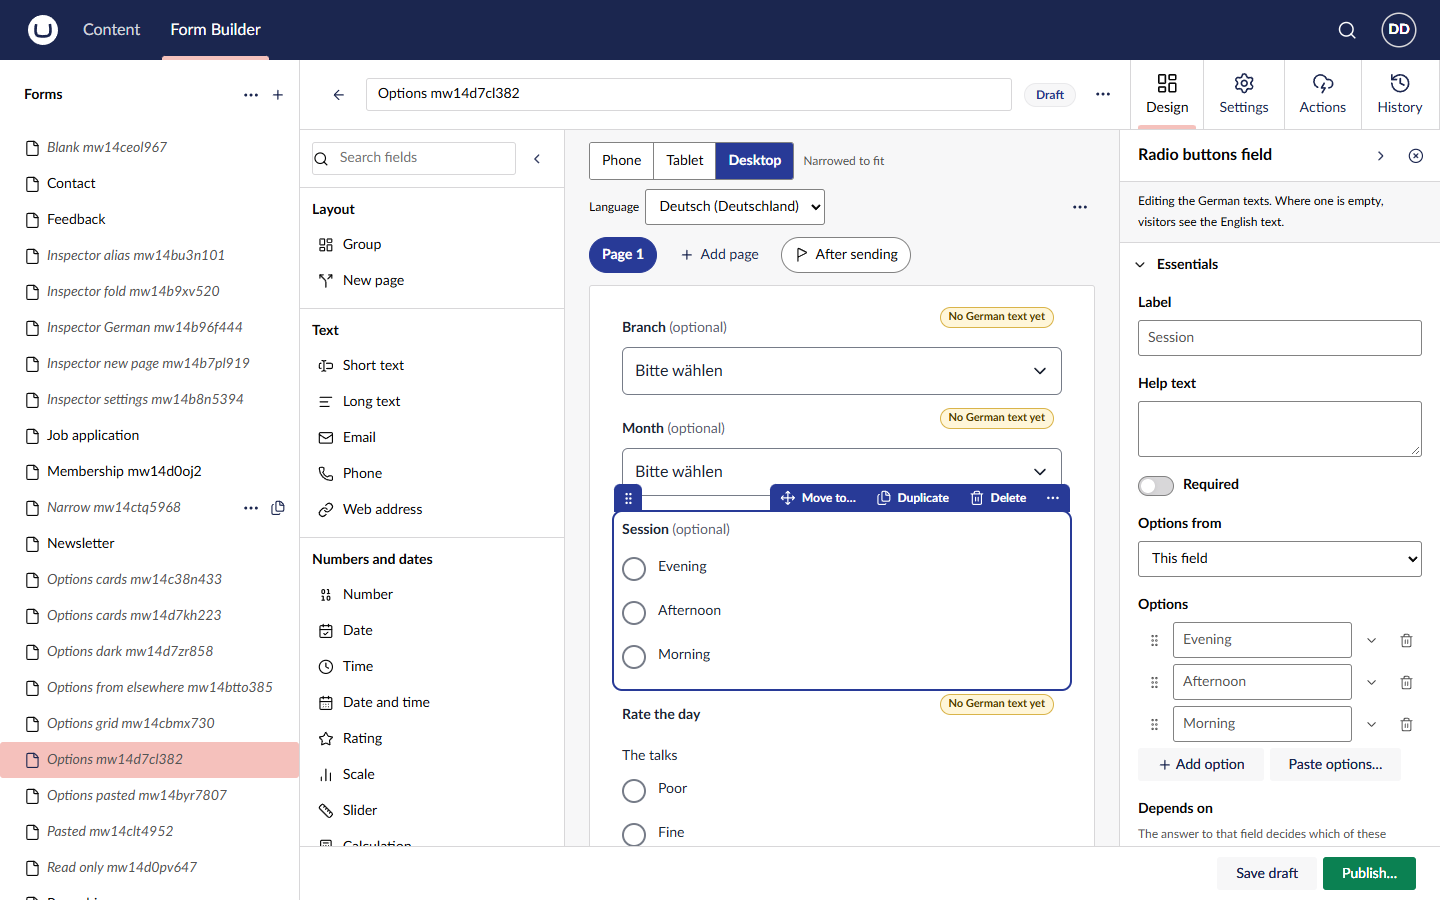 Content
Form Builder
DD
Forms
Blank mw14ceol967
Contact
Feedback
Inspector alias mw14bu3n101
Inspector fold mw14b9xv520
Inspector German mw14b96f444
Inspector new page mw14b7pl919
Inspector settings mw14b8n5394
Job application
Membership mw14d0oj2
Narrow mw14ctq5968
Newsletter
Options cards mw14c38n433
Options cards mw14d7kh223
Options dark mw14d7zr858
Options from elsewhere mw14btto385
Options grid mw14cbmx730
Options mw14d7cl382
Options pasted mw14byr7807
Pasted mw14clt4952
Read only mw14d0pv647
Options mw14d7cl382
Draft
Design
Settings
Actions
History
Search fields
Layout
Group
New page
Text
Short text
Long text
Email
Phone
Web address
Numbers and dates
Number
Date
Time
Date and time
Rating
Scale
Slider
Calculation
Phone
Tablet
Desktop
Narrowed to fit
Language
Deutsch (Deutschland)
Page 1
Add page
After sending
No German text yet
Branch (optional)
Bitte wählen
No German text yet
Month (optional)
Bitte wählen
Move to...
Duplicate
Delete
Session (optional)
Evening
Afternoon
Morning
No German text yet
Rate the day
The talks
Poor
Fine
Radio buttons field
Editing the German texts. Where one is empty,
visitors see the English text.
Essentials
Label
Session
Help text
Required
Options from
This field
Options
Evening
Afternoon
Morning
Add option
Paste options...
Depends on
The answer to that field decides which of these
Save draft
Publish...